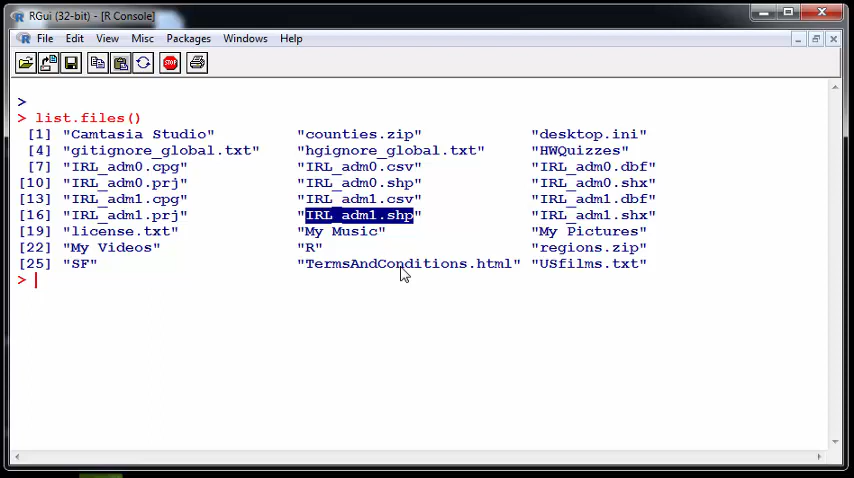 RGui (32-bit) - [R Console]
File Edit View Misc Packages Windows Help
STOP
>
> list.files()
[1] "Camtasia Studio" "counties.zip" "desktop.ini"
[4] "gitignore_global.txt" "hgignore_global.txt" "HWQuizzes"
[7] "IRL_adm0.cpg" "IRL_adm0.csv" "IRL_adm0.dbf"
[10] "IRL_adm0.prj" "IRL_adm0.shp" "IRL_adm0.shx"
[13] "IRL_adm1.cpg" "IRL_adm1.csv" "IRL_adm1.dbf"
[16] "IRL_adm1.prj" "IRL_adm1.shp" "IRL_adm1.shx"
[19] "license.txt" "My Music" "My Pictures"
[22] "My Videos" "R" "regions.zip"
[25] "SF" "TermsAndConditions.html" "USfilms.txt"
>